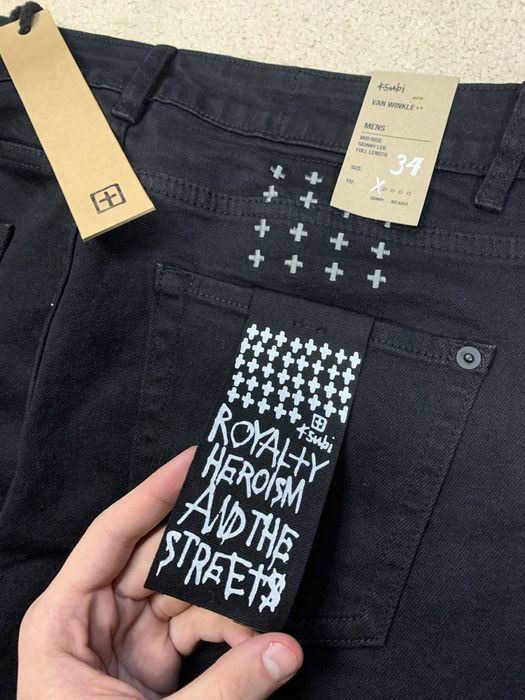 ksubi
VAN WINKLE
MENS
MID RISE
SKINNY LEG
FULL LENGTH
SIZE: 34
FIT: X
SKINNY - RELAXED
ksubi
ROYALTY
HEROISM
AND THE
STREET$